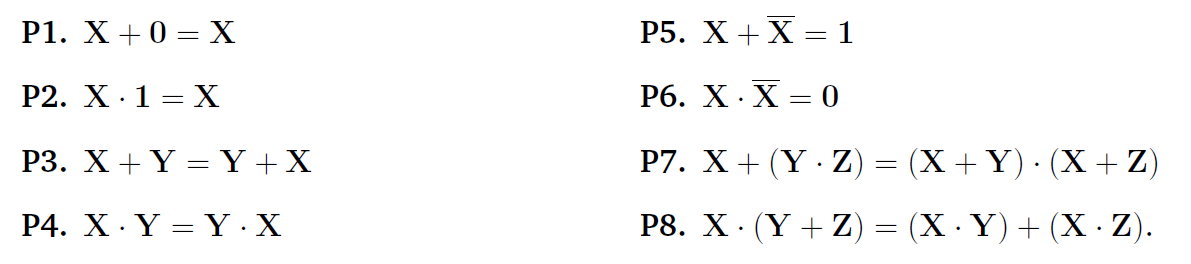 P1. X + 0 = X
P2. X · 1 = X
P3. X + Y = Y + X
P4. X · Y = Y · X
P5. X + X̅ = 1
P6. X · X̅ = 0
P7. X + (Y · Z) = (X + Y) · (X + Z)
P8. X · (Y + Z) = (X · Y) + (X · Z).